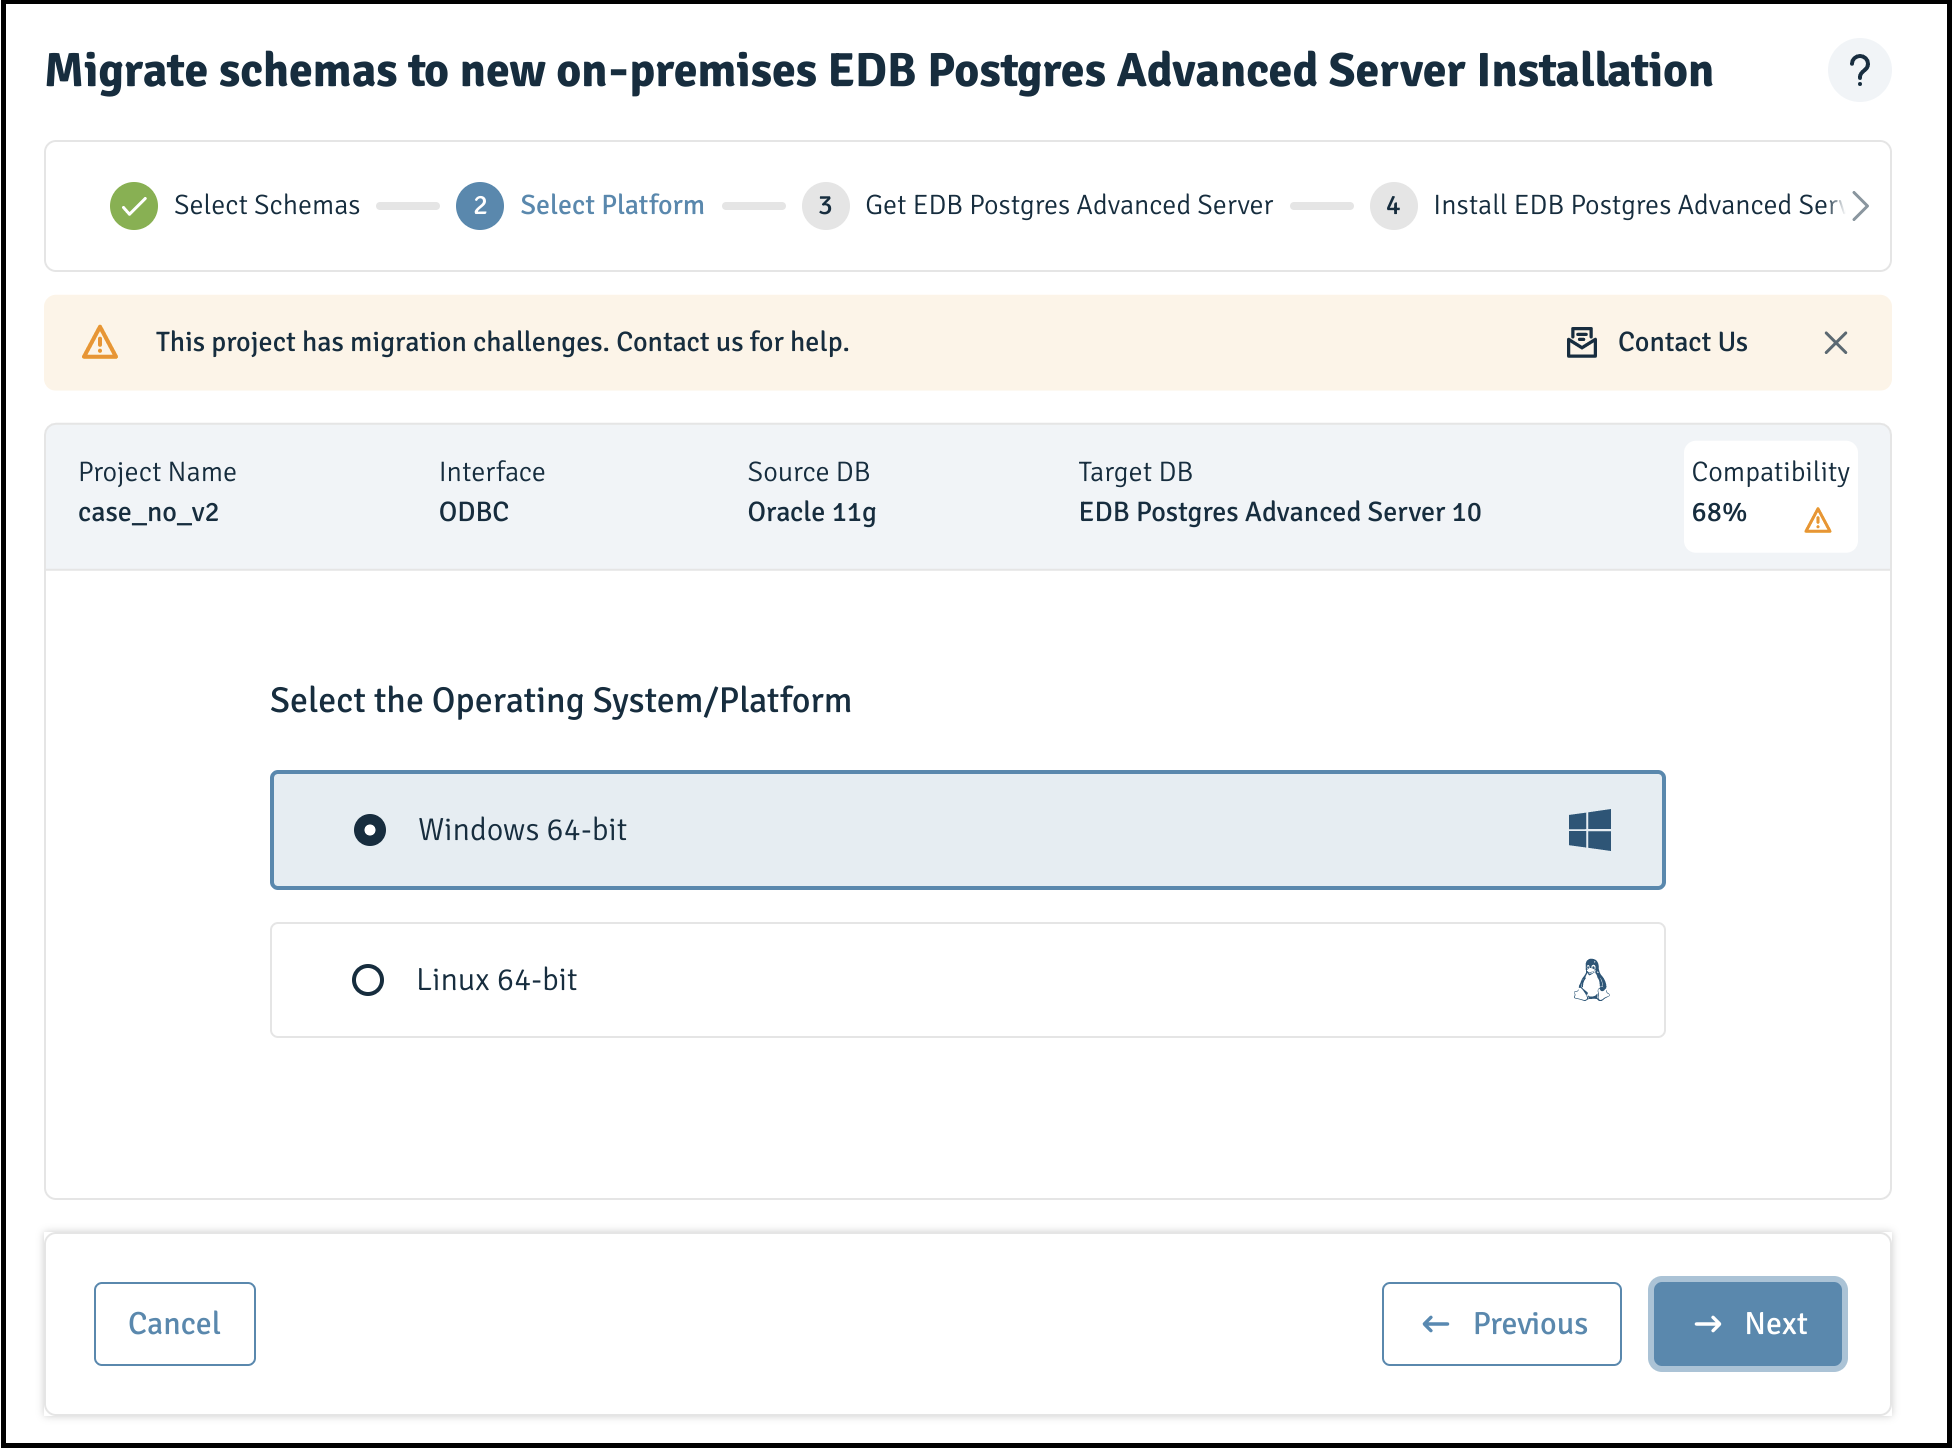 Migrate schemas to new on-premises EDB Postgres Advanced Server Installation
?
Select Schemas
2 Select Platform
3 Get EDB Postgres Advanced Server
4 Install EDB Postgres Advanced Serv
This project has migration challenges. Contact us for help.
Contact Us
Project Name
case_no_v2
Interface
ODBC
Source DB
Oracle 11g
Target DB
EDB Postgres Advanced Server 10
Compatibility
68%
Select the Operating System/Platform
Windows 64-bit
Linux 64-bit
Cancel
Previous
Next